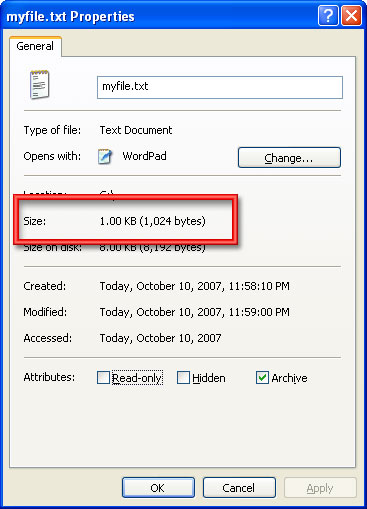 myfile.txt Properties
General
myfile.txt
Type of file: Text Document
Opens with: WordPad Change...
Location: C:\
Size: 1.00 KB (1,024 bytes)
Size on disk: 8.00 KB (8,192 bytes)
Created: Today, October 10, 2007, 11:58:10 PM
Modified: Today, October 10, 2007, 11:59:00 PM
Accessed: Today, October 10, 2007
Attributes: Read-only Hidden Archive
OK Cancel Apply